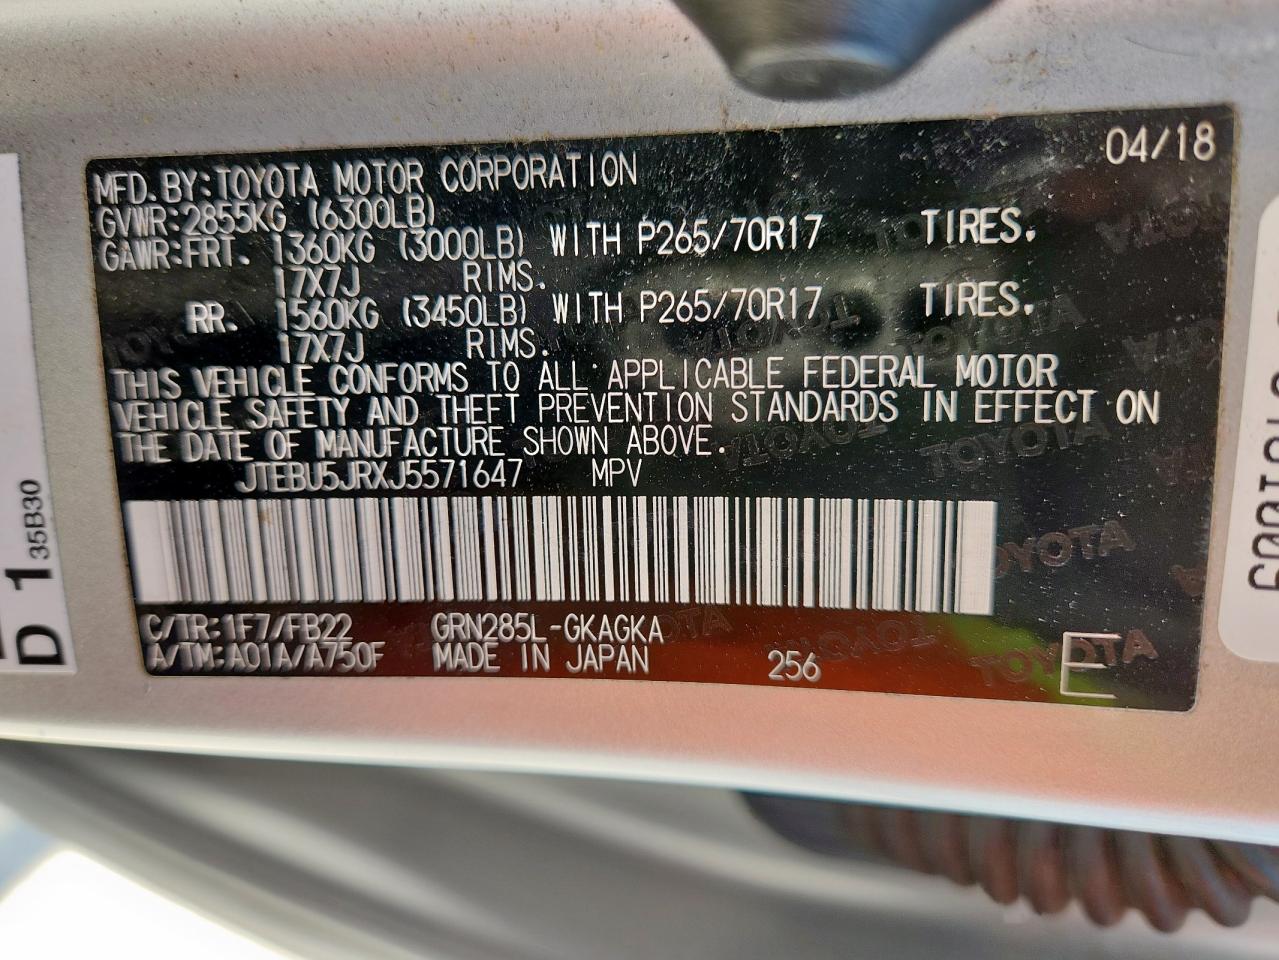 04/18
MFD.BY:TOYOTA MOTOR CORPORATION
GVWR:2855KG (6300LB)
GAWR:FRT. 1360KG (3000LB) WITH P265/70R17 TIRES.
17X7J RIMS.
RR. 1560KG (3450LB) WITH P265/70R17 TIRES.
17X7J RIMS.
THIS VEHICLE CONFORMS TO ALL APPLICABLE FEDERAL MOTOR
VEHICLE SAFETY AND THEFT PREVENTION STANDARDS IN EFFECT ON
THE DATE OF MANUFACTURE SHOWN ABOVE.
JTEBU5JRXJ5571647 MPV
C/TR:1F7/FB22 GRN285L-GKAGKA
A/TM:A01A/A750F MADE IN JAPAN 256 E
TOYOTA
D 1 35B30